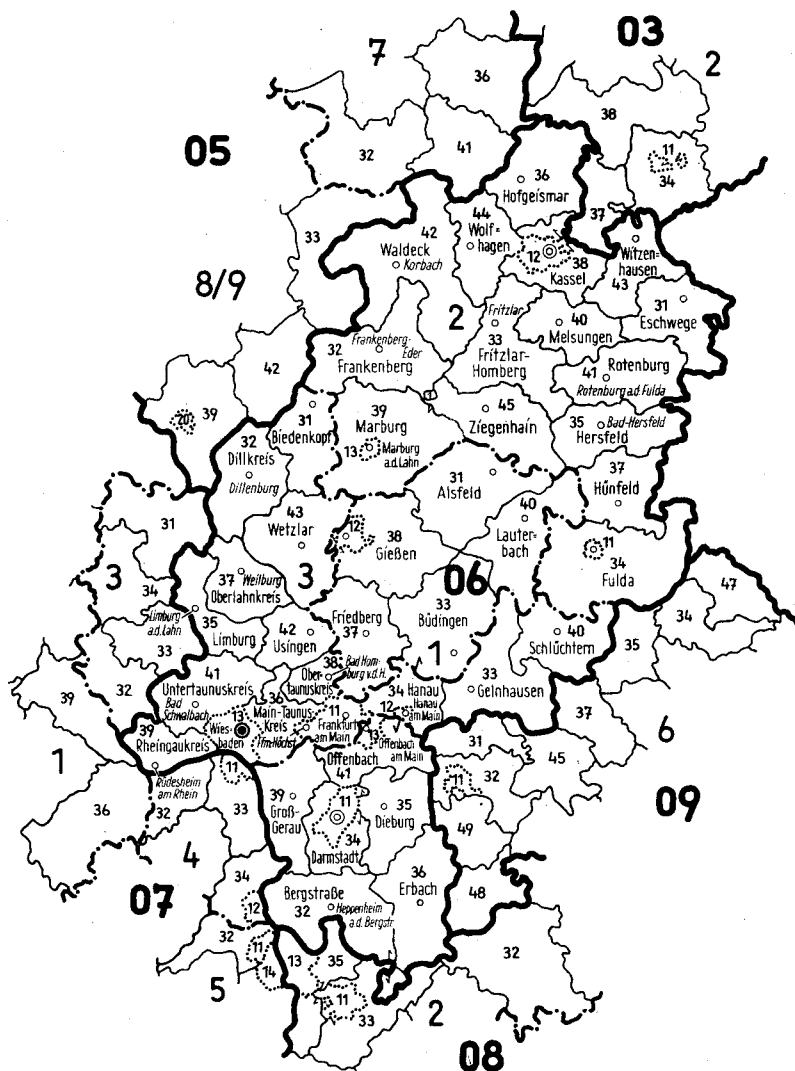 03
7
36
2
38
05
32
41
11
34
36
Hofgeismar
37
33
42
44
Wolf-
hagen
Waldeck
Korbach
12
38
Kassel
Witzen-
hausen
43
8/9
31
Eschwege
2
Fritzlar
40
Melsungen
Frankenberg-
Eder
32
Frankenberg
33
Fritzlar-
Homberg
41
Rotenburg
Rotenburg a.d. Fulda
42
20
39
31
Biedenkopf
39
Marburg
13
Marburg
a.d. Lahn
45
Ziegenhain
35
Bad-Hersfeld
Hersfeld
32
Dillkreis
Dillenburg
31
Alsfeld
37
Hünfeld
31
43
Wetzlar
12
38
Gießen
40
Lauter-
bach
11
34
Fulda
3
34
37
Weilburg
Oberlahnkreis
3
06
47
Limburg
a.d. Lahn
35
Limburg
33
42
Usingen
Friedberg
37
33
Büdingen
40
Schlüchtern
34
35
39
32
41
Untertaunuskreis
Bad
Schwalbach
38
Ober-
taunuskreis
Bad Hom-
burg v.d.H.
1
34
Hanau
Hanau
am Main
33
Gelnhausen
37
6
39
Rheingaukreis
13
Wies-
baden
36
Main-Taunus-
Kreis
Ffm-Höchst
11
Frankfurt
am Main
12
13
Offenbach
am Main
Offenbach
41
31
45
1
Rüdesheim
am Rhein
11
11
32
36
32
33
39
Groß-
Gerau
11
35
Dieburg
09
49
4
34
Darmstadt
07
34
12
Bergstraße
32
Heppenheim
a.d. Bergstr.
36
Erbach
48
32
11
14
13
35
32
5
11
33
2
08